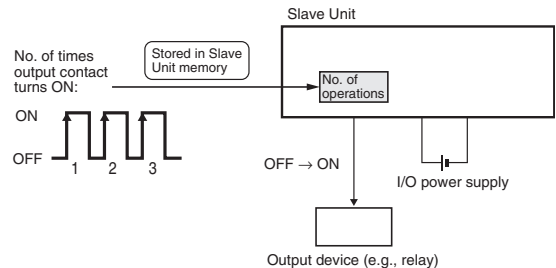 Slave Unit
No. of times
output contact
turns ON:
Stored in Slave
Unit memory
No. of
operations
ON
OFF
1 2 3
OFF → ON
I/O power supply
Output device (e.g., relay)